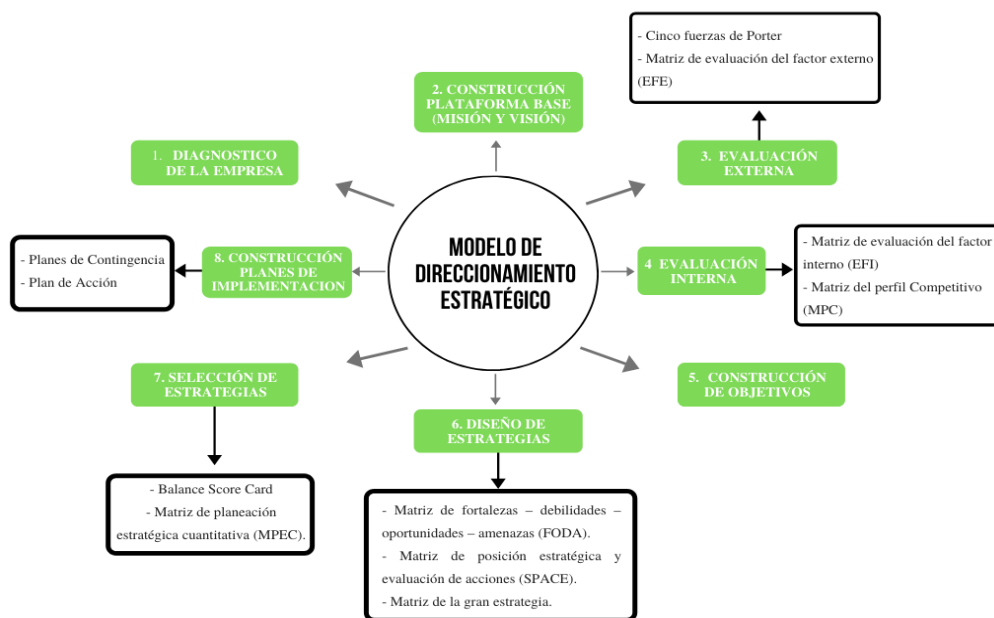 - Cinco fuerzas de Porter
- Matriz de evaluación del factor externo
(EFE)
2. CONSTRUCCIÓN
PLATAFORMA BASE
(MISIÓN Y VISIÓN)
1. DIAGNOSTICO
DE LA EMPRESA
3. EVALUACIÓN
EXTERNA
MODELO DE
DIRECCIONAMIENTO
ESTRATÉGICO
- Planes de Contingencia
- Plan de Acción
8. CONSTRUCCIÓN
PLANES DE
IMPLEMENTACION
4 EVALUACIÓN
INTERNA
- Matriz de evaluación del factor
interno (EFI)
- Matriz del perfil Competitivo
(MPC)
7. SELECCIÓN DE
ESTRATEGIAS
5. CONSTRUCCIÓN
DE OBJETIVOS
6. DISEÑO DE
ESTRATEGIAS
- Balance Score Card
- Matriz de planeación
estratégica cuantitativa (MPEC).
- Matriz de fortalezas – debilidades –
oportunidades – amenazas (FODA).
- Matriz de posición estratégica y
evaluación de acciones (SPACE).
- Matriz de la gran estrategia.